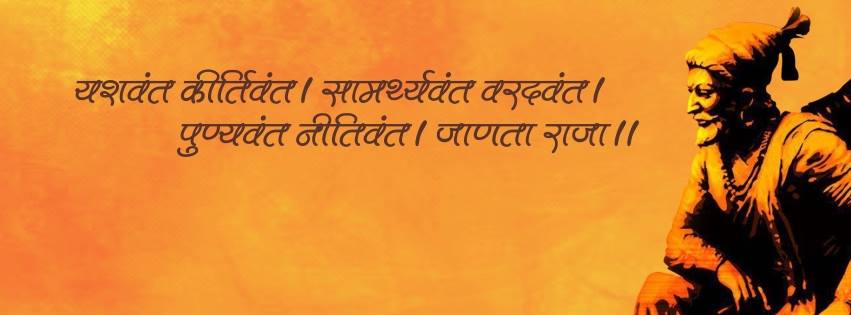 यशवंत कीर्तिवंत। सामर्थ्यवंत वरदवंत।
पुण्यवंत नीतिवंत। जाणता राजा॥